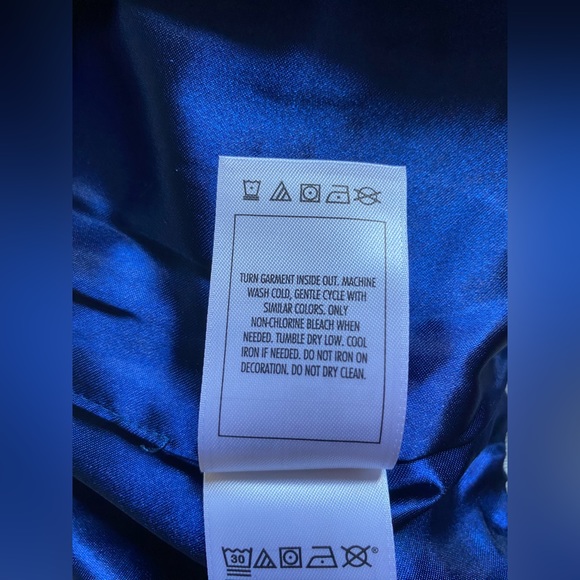 TURN GARMENT INSIDE OUT. MACHINE
WASH COLD, GENTLE CYCLE WITH
SIMILAR COLORS. ONLY
NON-CHLORINE BLEACH WHEN
NEEDED. TUMBLE DRY LOW. COOL
IRON IF NEEDED. DO NOT IRON ON
DECORATION. DO NOT DRY CLEAN.
30 ®